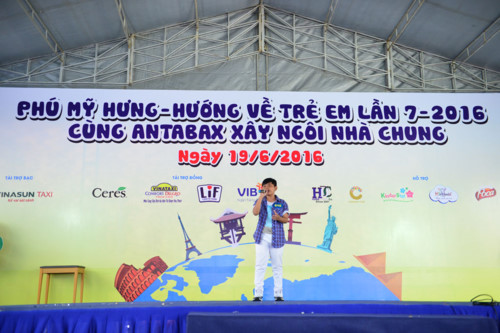 PHÚ MỸ HƯNG-HƯỚNG VỀ TRẺ EM LẦN 7-2016
CÙNG ANTABAX XÂY NGÔI NHÀ CHUNG
Ngày 19/6/2016
TÀI TRỢ BẠC
TÀI TRỢ ĐỒNG
HỖ TRỢ
VINASUN TAXI
Ceres
VINATAXI
LiF
VIB